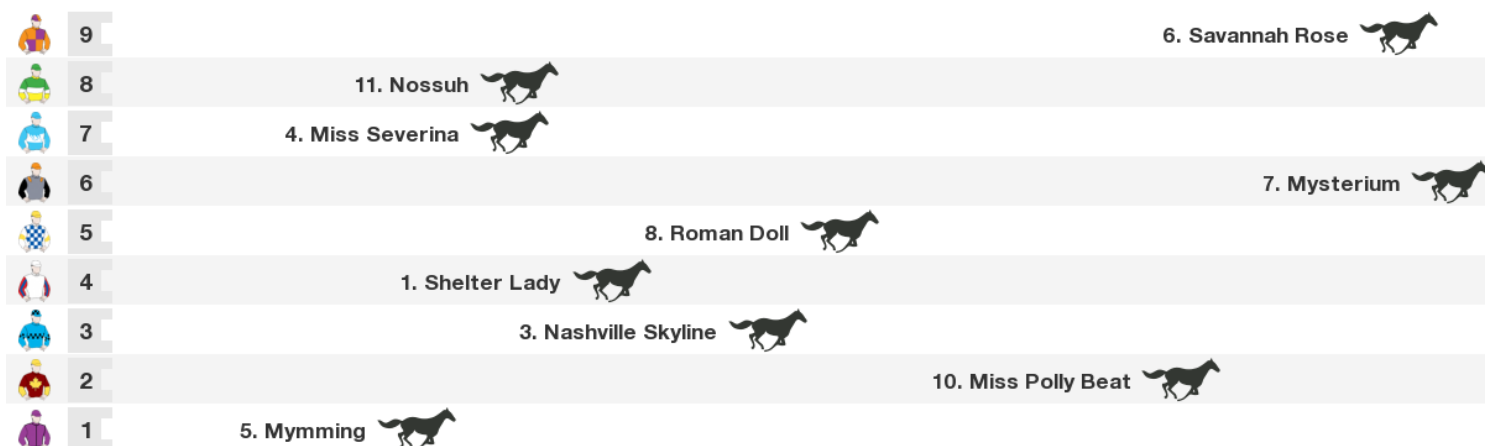 9 6. Savannah Rose
8 11. Nossuh
7 4. Miss Severina
6 7. Mysterium
5 8. Roman Doll
4 1. Shelter Lady
3 3. Nashville Skyline
2 10. Miss Polly Beat
1 5. Mymming